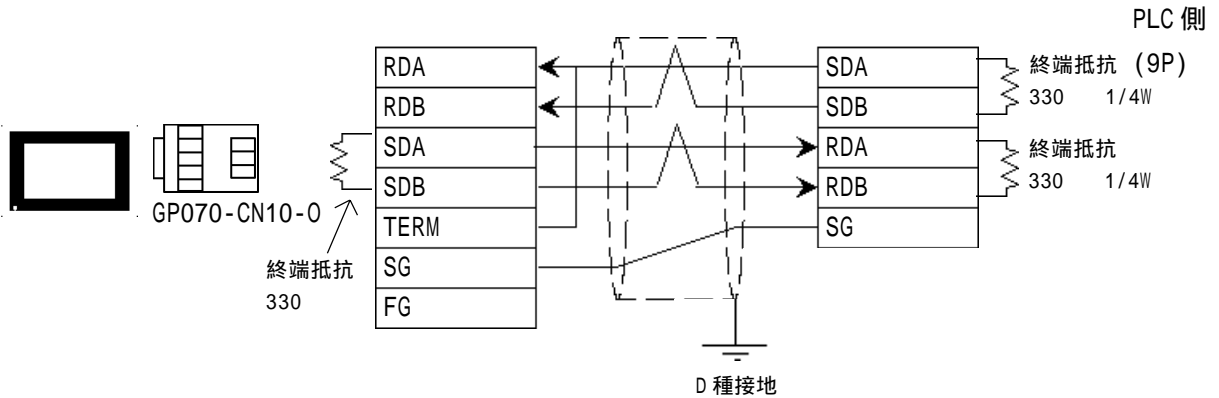 PLC 側
RDA
RDB
SDA
SDB
TERM
SG
FG
GP070-CN10-O
終端抵抗
330
SDA
SDB
RDA
RDB
SG
終端抵抗 (9P)
330 1/4W
終端抵抗
330 1/4W
D種接地